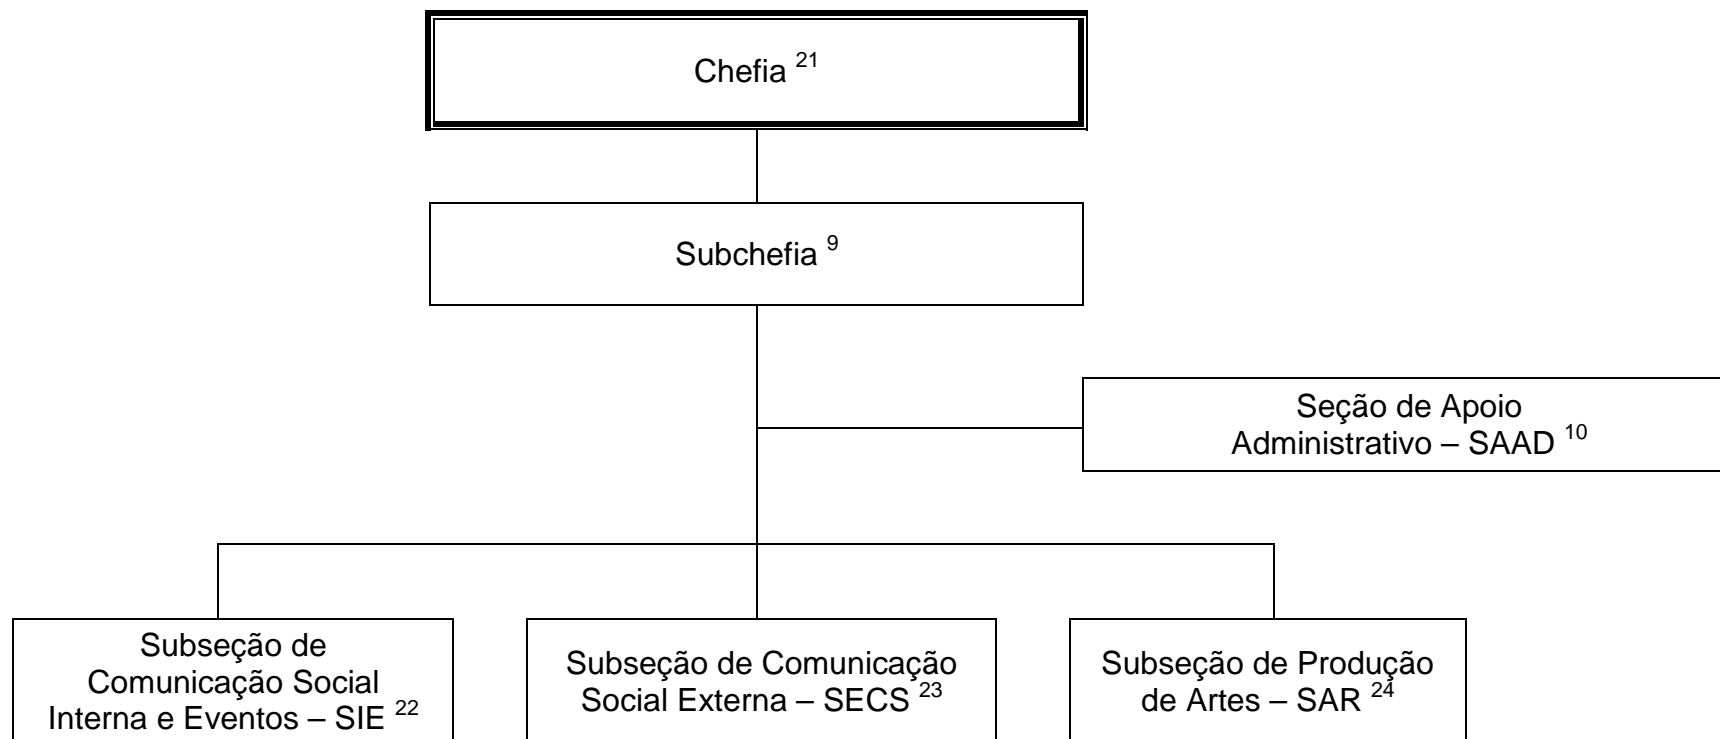 Chefia 21
Subchefia 9
Seção de Apoio
Administrativo – SAAD 10
Subseção de
Comunicação Social
Interna e Eventos – SIE 22
Subseção de Comunicação
Social Externa – SECS 23
Subseção de Produção
de Artes – SAR 24